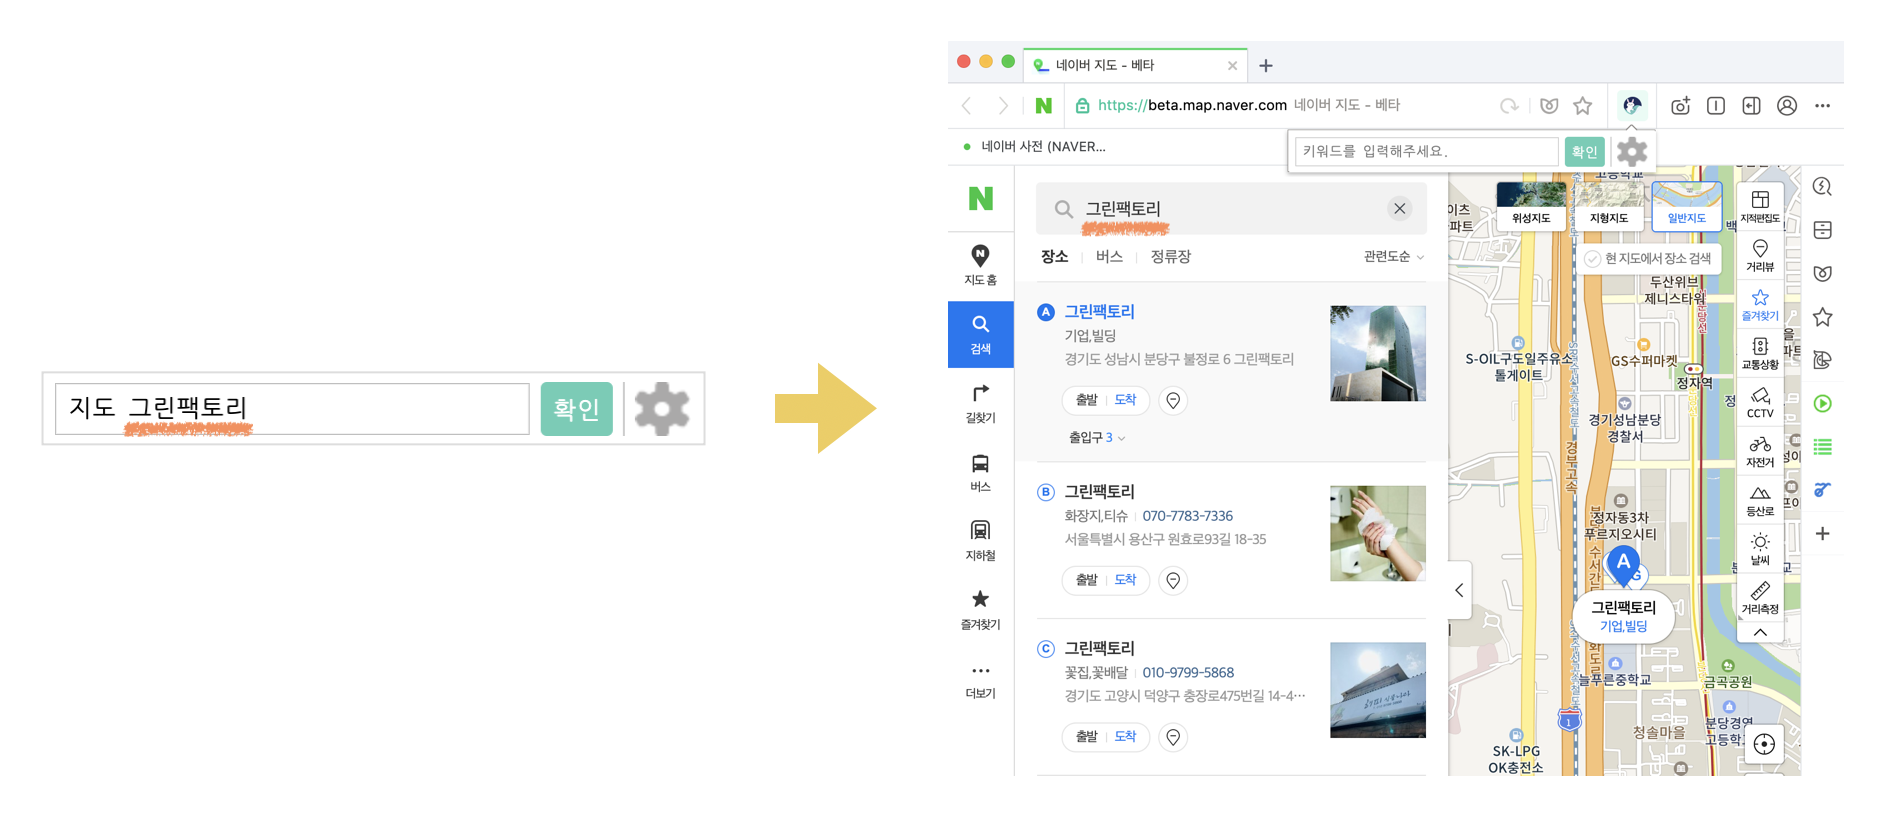 지도 그린팩토리
확인
네이버 지도 - 베타
N
https://beta.map.naver.com 네이버 지도 - 베타
네이버 사전 (NAVER...
키워드를 입력해주세요.
확인
N
지도 홈
검색
길찾기
버스
지하철
즐겨찾기
더보기
그린팩토리
장소
버스
정류장
관련도순
A 그린팩토리
기업,빌딩
경기도 성남시 분당구 불정로 6 그린팩토리
출발 도착
출입구 3
B 그린팩토리
화장지,티슈 070-7783-7336
서울특별시 용산구 원효로93길 18-35
출발 도착
C 그린팩토리
꽃집,꽃배달 010-9799-5868
경기도 고양시 덕양구 충장로475번길 14-4…
출발 도착
고등학교
위성지도
지형지도
일반지도
현 지도에서 장소 검색
두산위브
제니스타워
S-OIL구도일주유소
톨게이트
GS수퍼마켓
정자역
경기성남분당
경찰서
경부고속
정자동3차
푸르지오시티
A
G
그린팩토리
기업,빌딩
늘푸른중학교
금곡공원
1
분당경영
고등학교
청솔마을
SK-LPG
OK충전소
지적편집도
거리뷰
즐겨찾기
교통상황
CCTV
자전거
등산로
날씨
거리측정